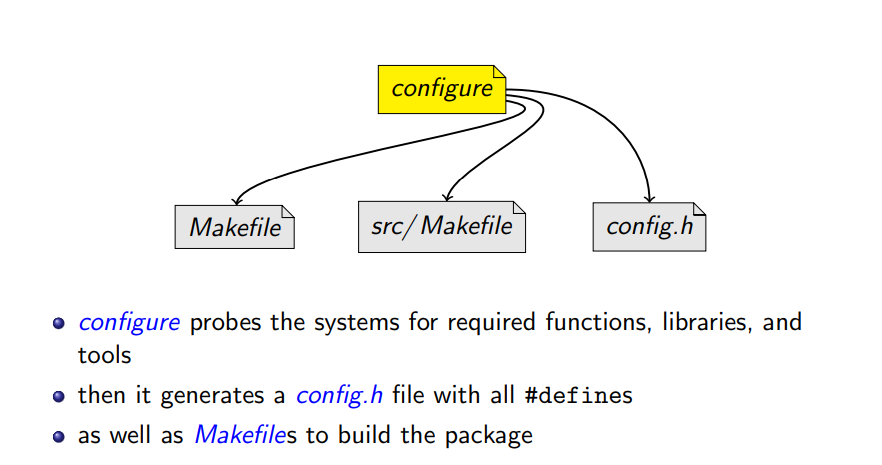 configure
Makefile
src/Makefile
config.h
configure probes the systems for required functions, libraries, and
tools
then it generates a config.h file with all #defines
as well as Makefiles to build the package